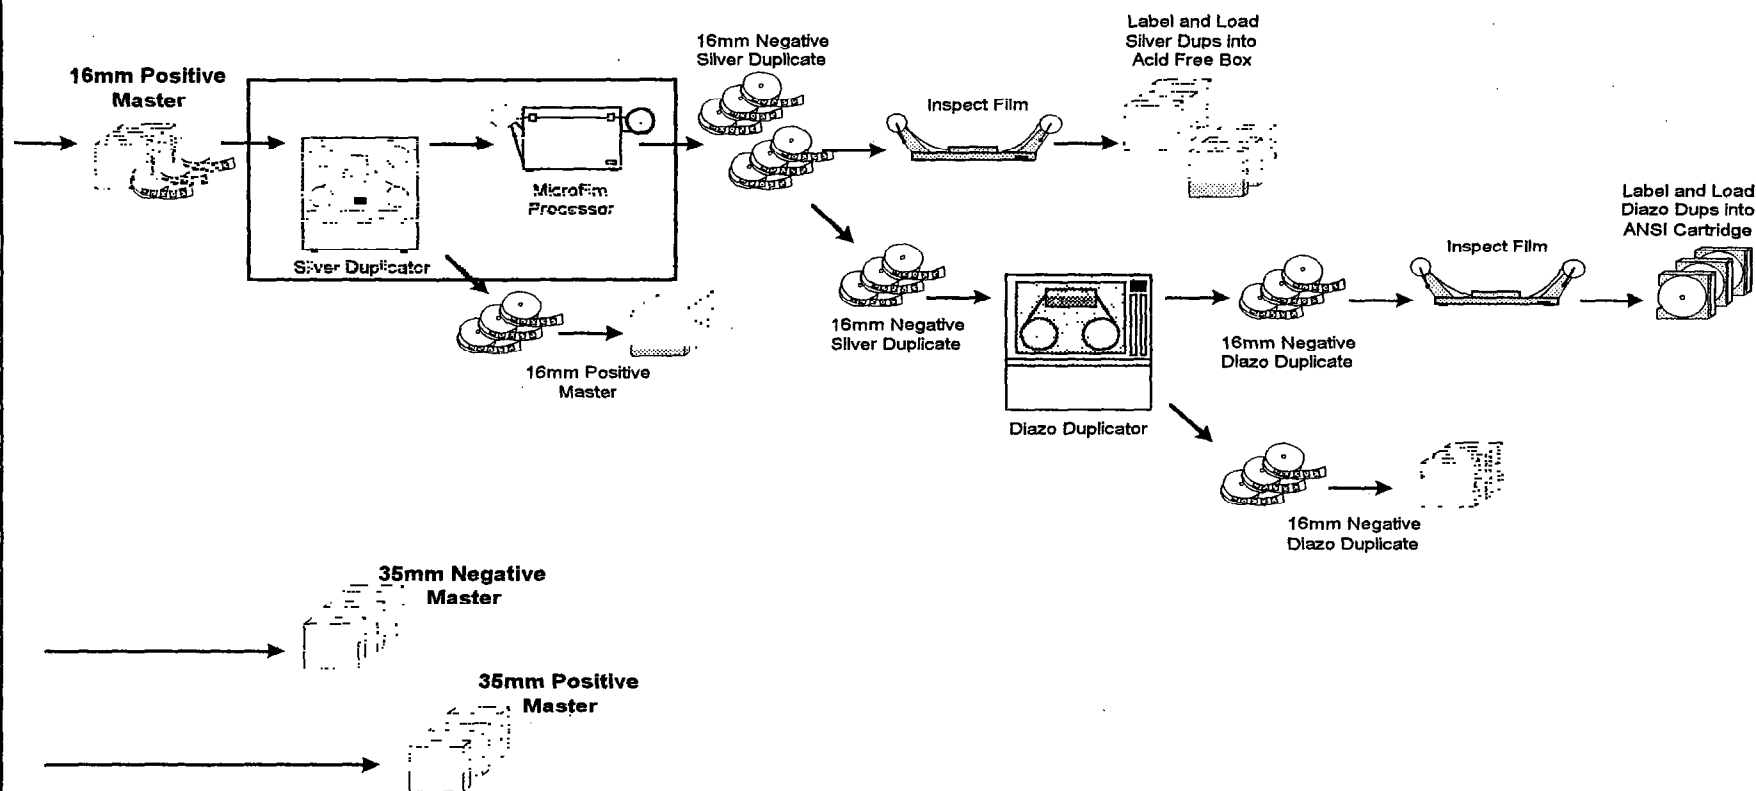 16mm Positive
Master
Silver Duplicator
Microfilm
Processor
16mm Positive
Master
16mm Negative
Silver Duplicate
Inspect Film
Label and Load
Silver Dups into
Acid Free Box
16mm Negative
Silver Duplicate
Diazo Duplicator
16mm Negative
Diazo Duplicate
Inspect Film
Label and Load
Diazo Dups into
ANSI Cartridge
16mm Negative
Diazo Duplicate
35mm Negative
Master
35mm Positive
Master